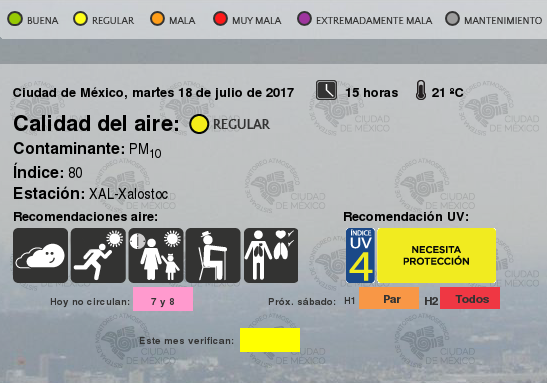 BUENA REGULAR MALA MUY MALA EXTREMADAMENTE MALA MANTENIMIENTO
Ciudad de México, martes 18 de julio de 2017 15 horas 21 ºC
Calidad del aire: REGULAR
Contaminante: PM10
Índice: 80
Estación: XAL-Xalostoc
Recomendaciones aire: Recomendación UV:
ÍNDICE
UV
4
NECESITA
PROTECCIÓN
Hoy no circulan: 7 y 8 Próx. sábado: H1 Par H2 Todos
Este mes verifican:
CIUDAD
DE MÉXICO